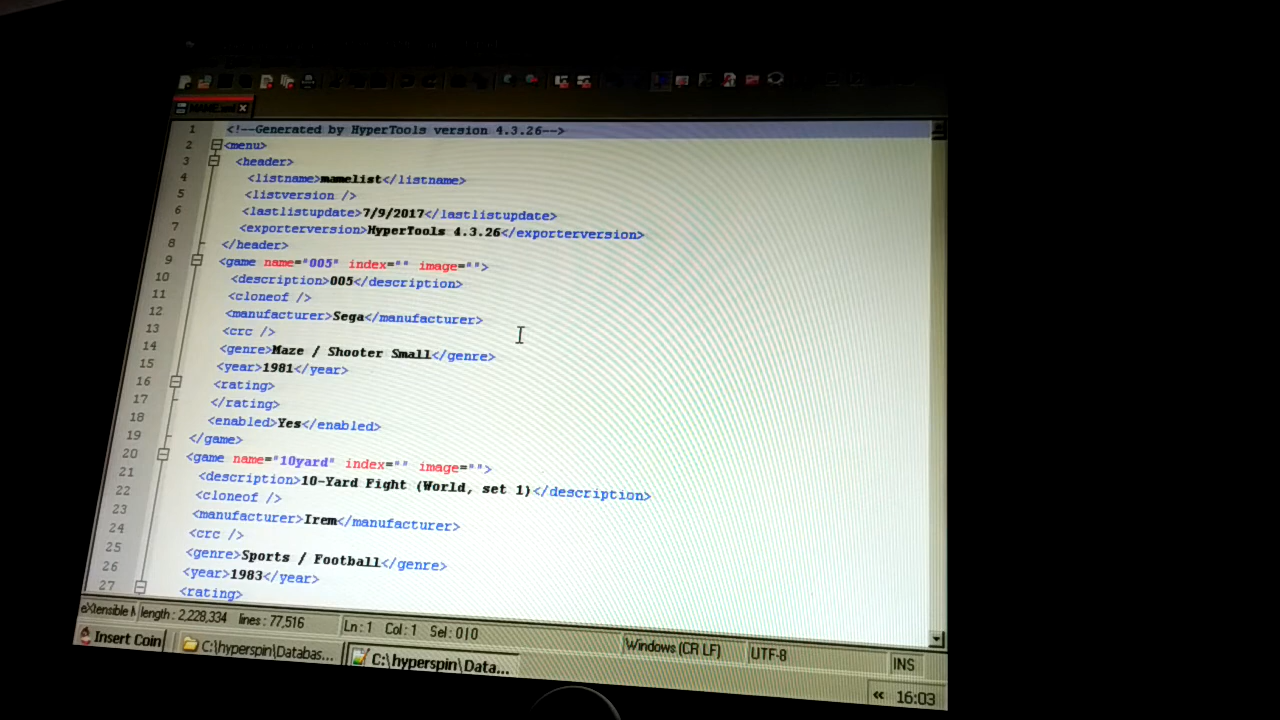 1 <!--Generated by HyperTools version 4.3.26-->
2 <menu>
3 <header>
4 <listname>mamelist</listname>
5 <listversion />
6 <lastlistupdate>7/9/2017</lastlistupdate>
7 <exporterversion>HyperTools 4.3.26</exporterversion>
8 </header>
9 <game name="005" index="" image="">
10 <description>005</description>
11 <cloneof />
12 <manufacturer>Sega</manufacturer>
13 <crc />
14 <genre>Maze / Shooter Small</genre>
15 <year>1981</year>
16 <rating>
17 </rating>
18 <enabled>Yes</enabled>
19 </game>
20 <game name="10yard" index="" image="">
21 <description>10-Yard Fight (World, set 1)</description>
22 <cloneof />
23 <manufacturer>Irem</manufacturer>
24 <crc />
25 <genre>Sports / Football</genre>
26 <year>1983</year>
27 <rating>
eXtensible M length : 2,228,334 lines : 77,516 Ln : 1 Col : 1 Sel : 0 | 0 Windows (CR LF) UTF-8 INS
Insert Coin C:\hyperspin\Databas... C:\hyperspin\Data... « 16:03